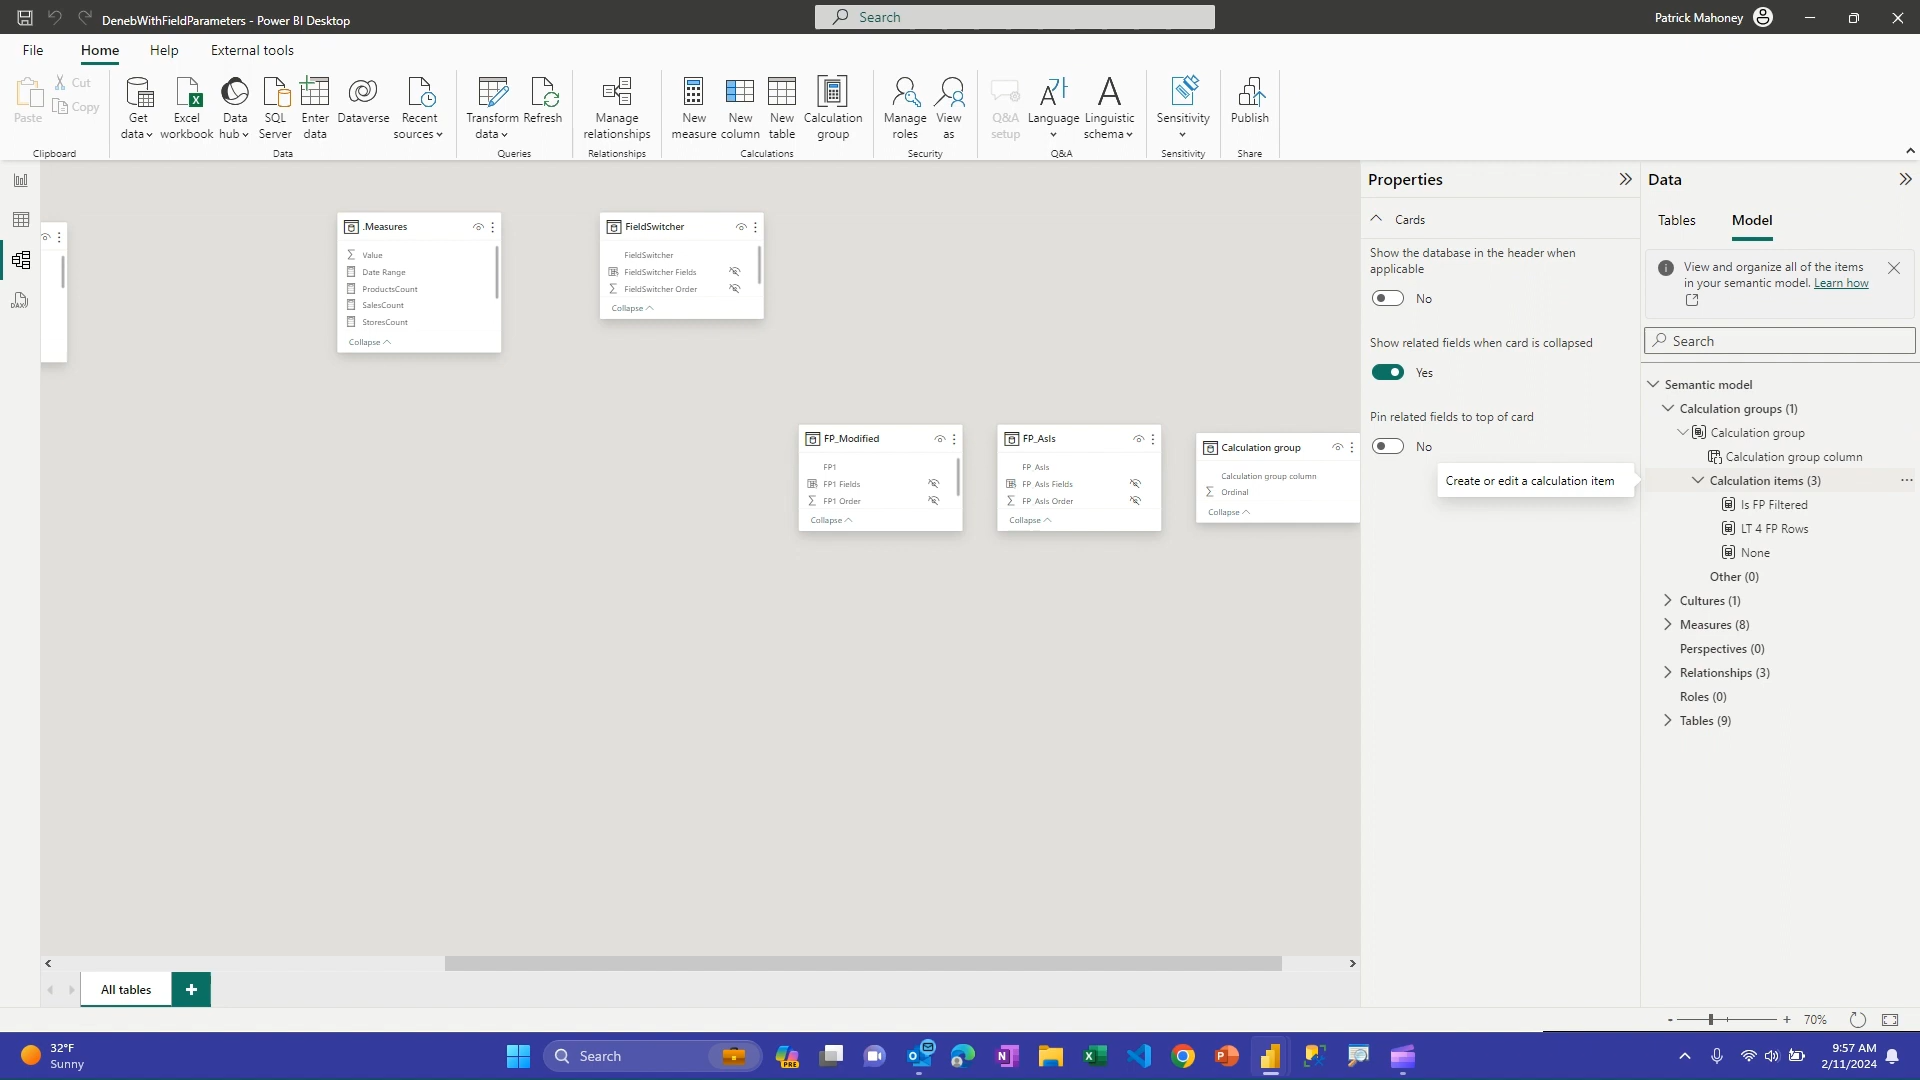 DenebWithFieldParameters - Power BI Desktop
Search
Patrick Mahoney
File
Home
Help
External tools
Paste
Cut
Copy
Clipboard
Get data
Excel workbook
Data hub
SQL Server
Enter data
Dataverse
Recent sources
Data
Transform data
Refresh
Queries
Manage relationships
Relationships
New measure
New column
New table
Calculation group
Calculations
Manage roles
View as
Security
Q&A setup
Language
Linguistic schema
Q&A
Sensitivity
Sensitivity
Publish
Share
.Measures
Value
Date Range
ProductsCount
SalesCount
StoresCount
Collapse
FieldSwitcher
FieldSwitcher
FieldSwitcher Fields
FieldSwitcher Order
Collapse
FP_Modified
FP1
FP1 Fields
FP1 Order
Collapse
FP_AsIs
FP_AsIs
FP_AsIs Fields
FP_AsIs Order
Collapse
Calculation group
Calculation group column
Ordinal
Collapse
Properties
Cards
Show the database in the header when
applicable
No
Show related fields when card is collapsed
Yes
Pin related fields to top of card
No
Create or edit a calculation item
Data
Tables
Model
View and organize all of the items
in your semantic model. Learn how
Search
Semantic model
Calculation groups (1)
Calculation group
Calculation group column
Calculation items (3)
Is FP Filtered
LT 4 FP Rows
None
Other (0)
Cultures (1)
Measures (8)
Perspectives (0)
Relationships (3)
Roles (0)
Tables (9)
All tables
- + 70%
32°F
Sunny
Search
PRE
9:57 AM
2/11/2024